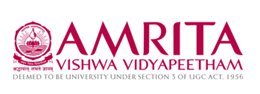 AMRITA
VISHWA VIDYAPEETHAM
DEEMED TO BE UNIVERSITY UNDER SECTION 3 OF UGC ACT, 1956